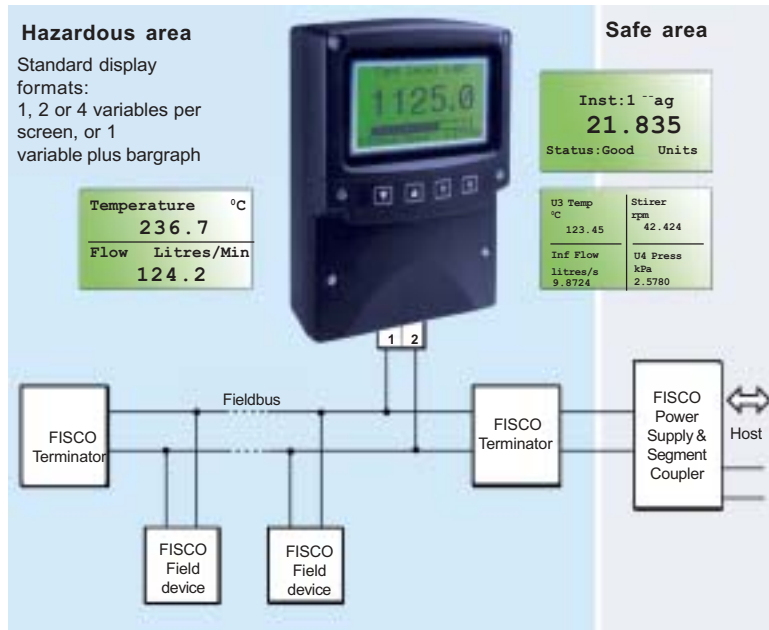 Hazardous area
Standard display
formats:
1, 2 or 4 variables per
screen, or 1
variable plus bargraph
Safe area
1125.0
Inst:1 --ag
21.835
Status:Good Units
Temperature °C
236.7
Flow Litres/Min
124.2
U3 Temp
°C
123.45
Stirer
rpm
42.424
Inf Flow
litres/s
9.8724
U4 Press
kPa
2.5780
1 2
Fieldbus
FISCO
Terminator
FISCO
Terminator
FISCO
Power
Supply &
Segment
Coupler
Host
FISCO
Field
device
FISCO
Field
device